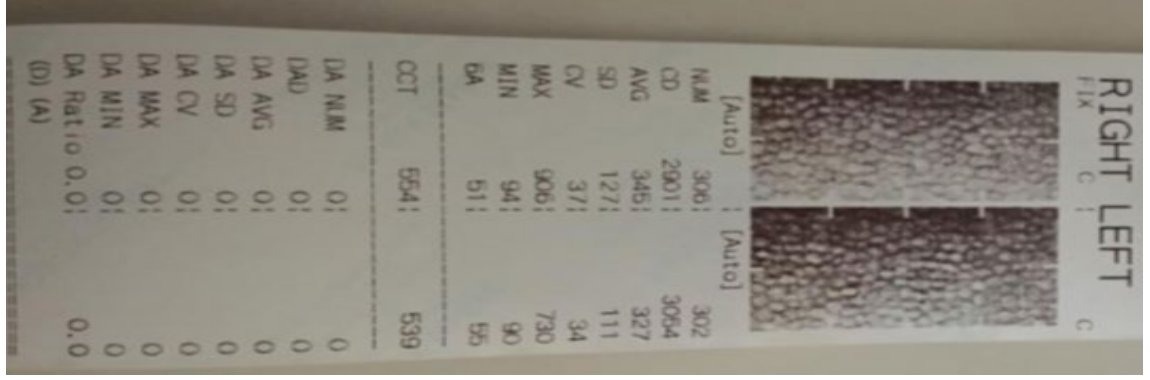 RIGHT LEFT
FIX C | C
[Auto] | [Auto]
NUM 306| 302
CD 2901| 3064
AVG 345| 327
SD 127| 111
CV 37| 34
MAX 906| 730
MIN 94| 90
6A 51| 55
CCT 554| 539
DA NUM 0| 0
DAD 0| 0
DA AVG 0| 0
DA SD 0| 0
DA CV 0| 0
DA MAX 0| 0
DA MIN 0| 0
DA Ratio 0.0| 0.0
(D) (A)